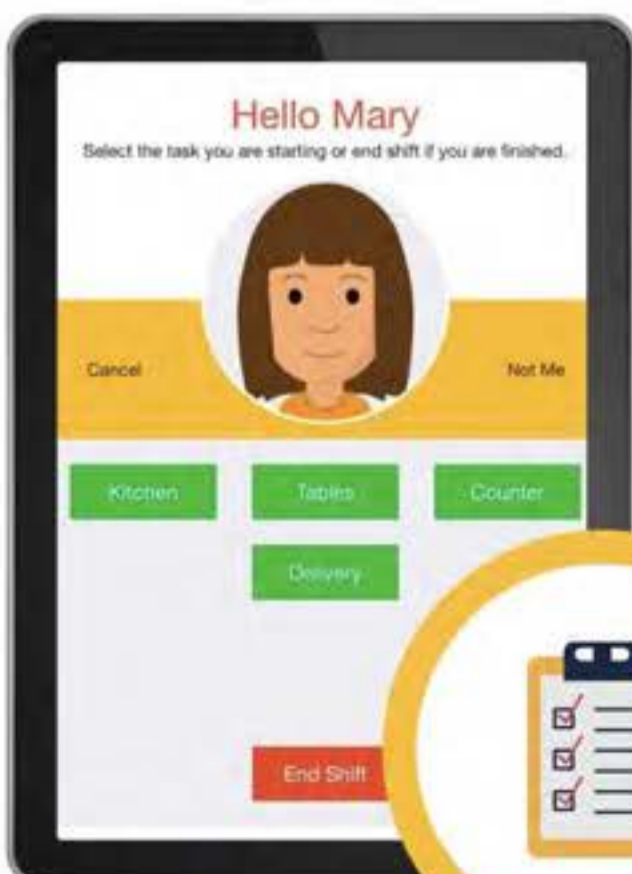 Hello Mary
Select the task you are starting or end shift if you are finished.
Cancel
Not Me
Kitchen
Tables
Counter
Delivery
End Shift